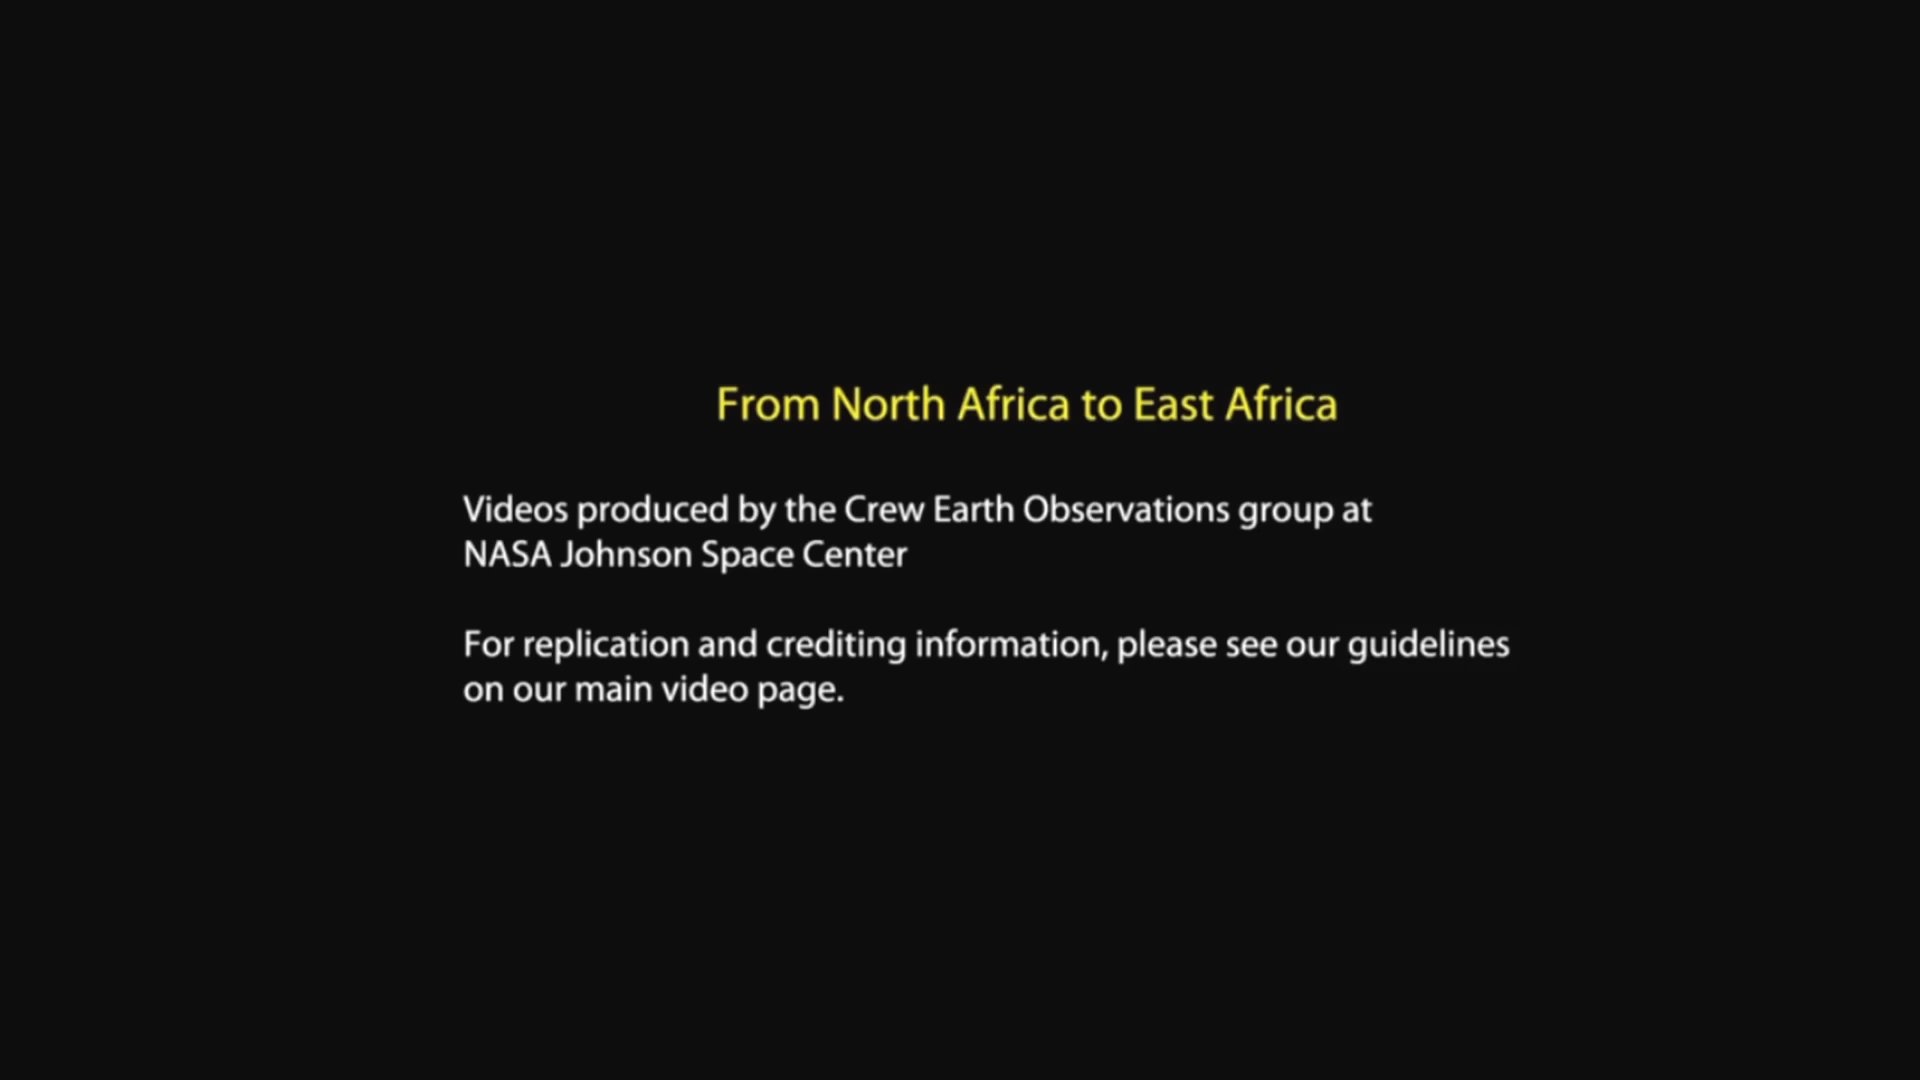 From North Africa to East Africa
Videos produced by the Crew Earth Observations group at
NASA Johnson Space Center
For replication and crediting information, please see our guidelines
on our main video page.